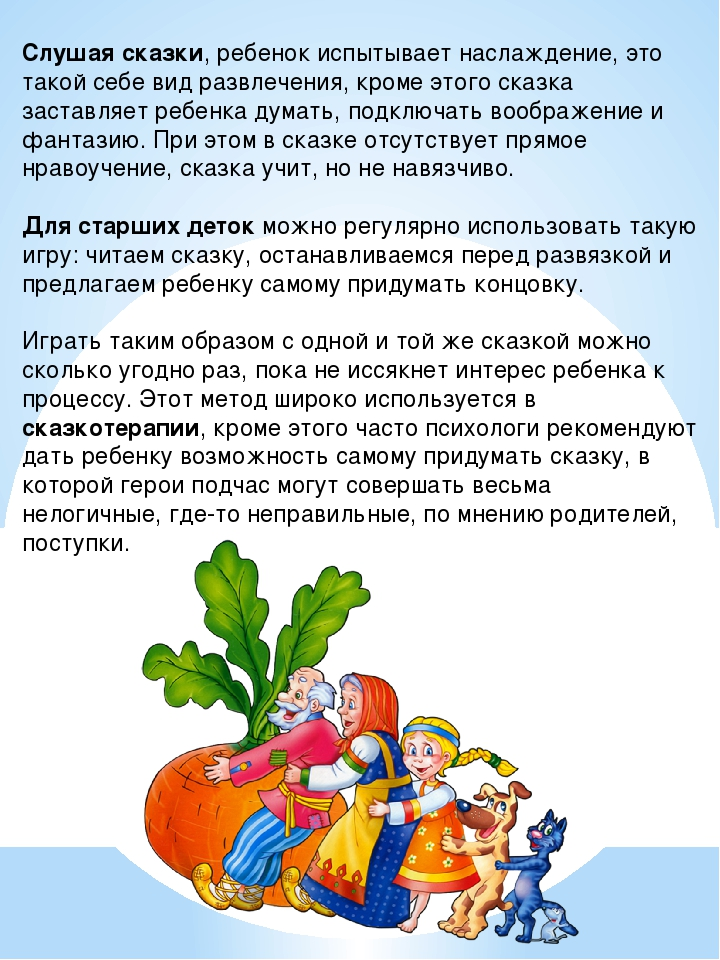 Слушая сказки, ребенок испытывает наслаждение, это
такой себе вид развлечения, кроме этого сказка
заставляет ребенка думать, подключать воображение и
фантазию. При этом в сказке отсутствует прямое
нравоучение, сказка учит, но не навязчиво.
Для старших деток можно регулярно использовать такую
игру: читаем сказку, останавливаемся перед развязкой и
предлагаем ребенку самому придумать концовку.
Играть таким образом с одной и той же сказкой можно
сколько угодно раз, пока не иссякнет интерес ребенка к
процессу. Этот метод широко используется в
сказкотерапии, кроме этого часто психологи рекомендуют
дать ребенку возможность самому придумать сказку, в
которой герои подчас могут совершать весьма
нелогичные, где-то неправильные, по мнению родителей,
поступки.